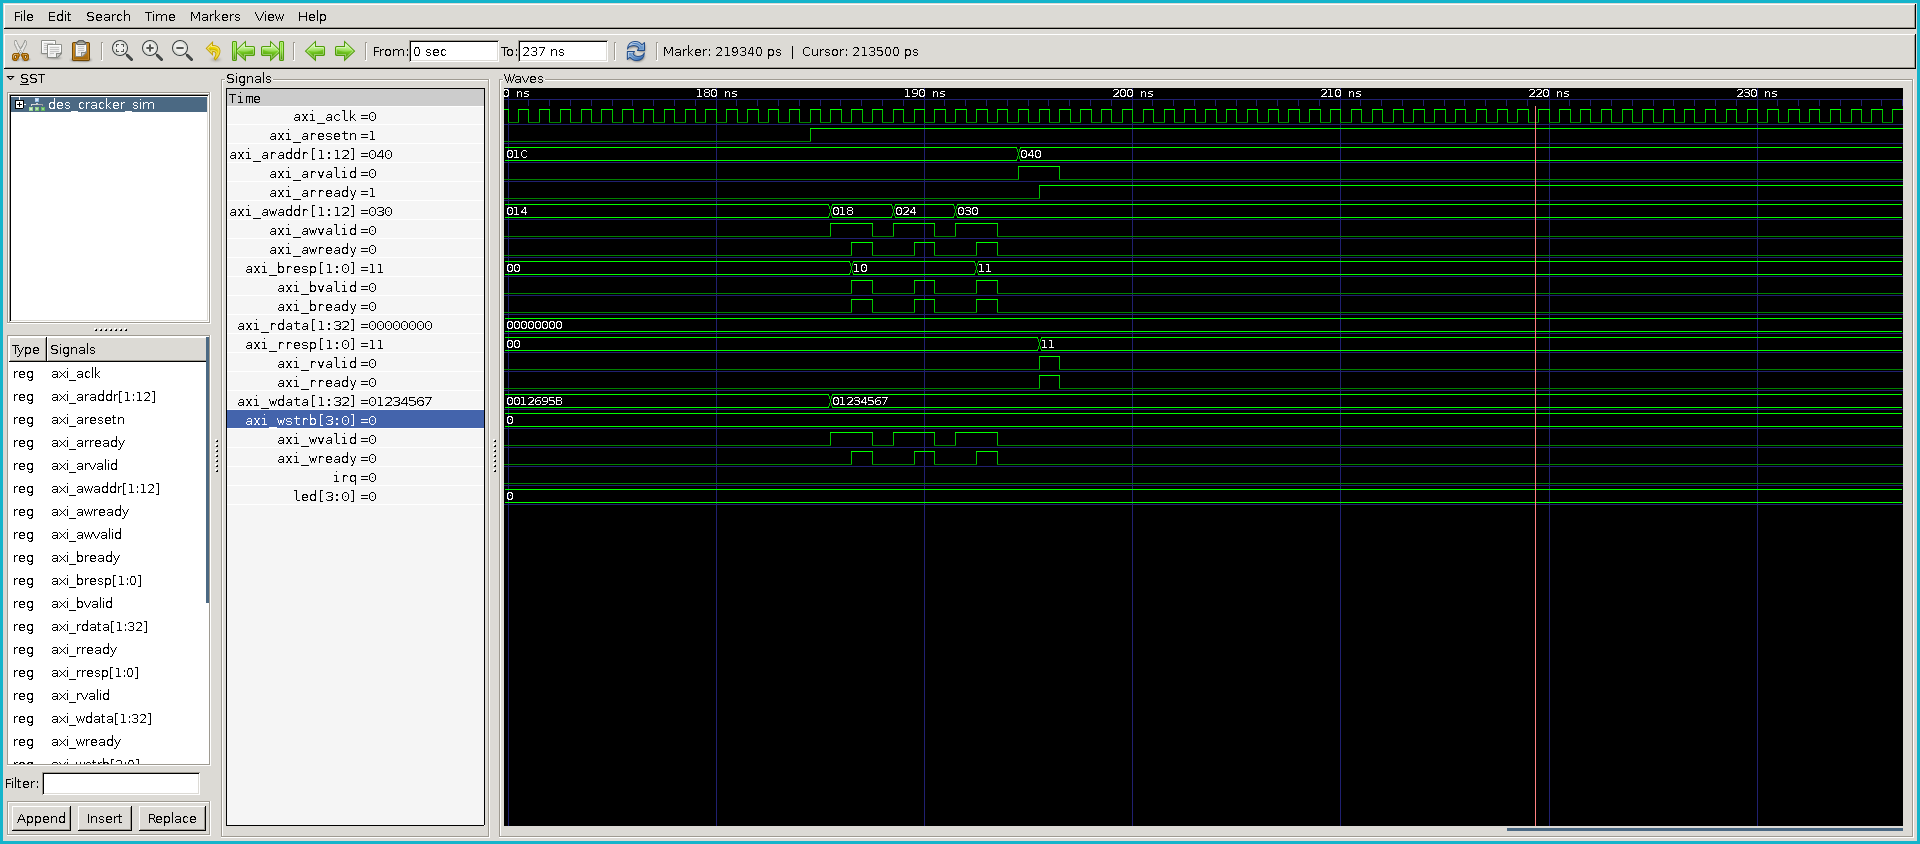 File Edit Search Time Markers View Help
From: 0 sec To: 237 ns Marker: 219340 ps | Cursor: 213500 ps
SST
des_cracker_sim
Type Signals
reg axi_aclk
reg axi_araddr[1:12]
reg axi_aresetn
reg axi_arready
reg axi_arvalid
reg axi_awaddr[1:12]
reg axi_awready
reg axi_awvalid
reg axi_bready
reg axi_bresp[1:0]
reg axi_bvalid
reg axi_rdata[1:32]
reg axi_rready
reg axi_rresp[1:0]
reg axi_rvalid
reg axi_wdata[1:32]
reg axi_wready
reg axi_wstrb[3:0]
Filter:
Append Insert Replace
Signals
Time
axi_aclk=0
axi_aresetn=1
axi_araddr[1:12]=040
axi_arvalid=0
axi_arready=1
axi_awaddr[1:12]=030
axi_awvalid=0
axi_awready=0
axi_bresp[1:0]=11
axi_bvalid=0
axi_bready=0
axi_rdata[1:32]=00000000
axi_rresp[1:0]=11
axi_rvalid=0
axi_rready=0
axi_wdata[1:32]=01234567
axi_wstrb[3:0]=0
axi_wvalid=0
axi_wready=0
irq=0
led[3:0]=0
Waves
0 ns 180 ns 190 ns 200 ns 210 ns 220 ns 230 ns
01C 040
014 018 024 030
00 10 11
00000000
00 11
0012695B 01234567
0
0